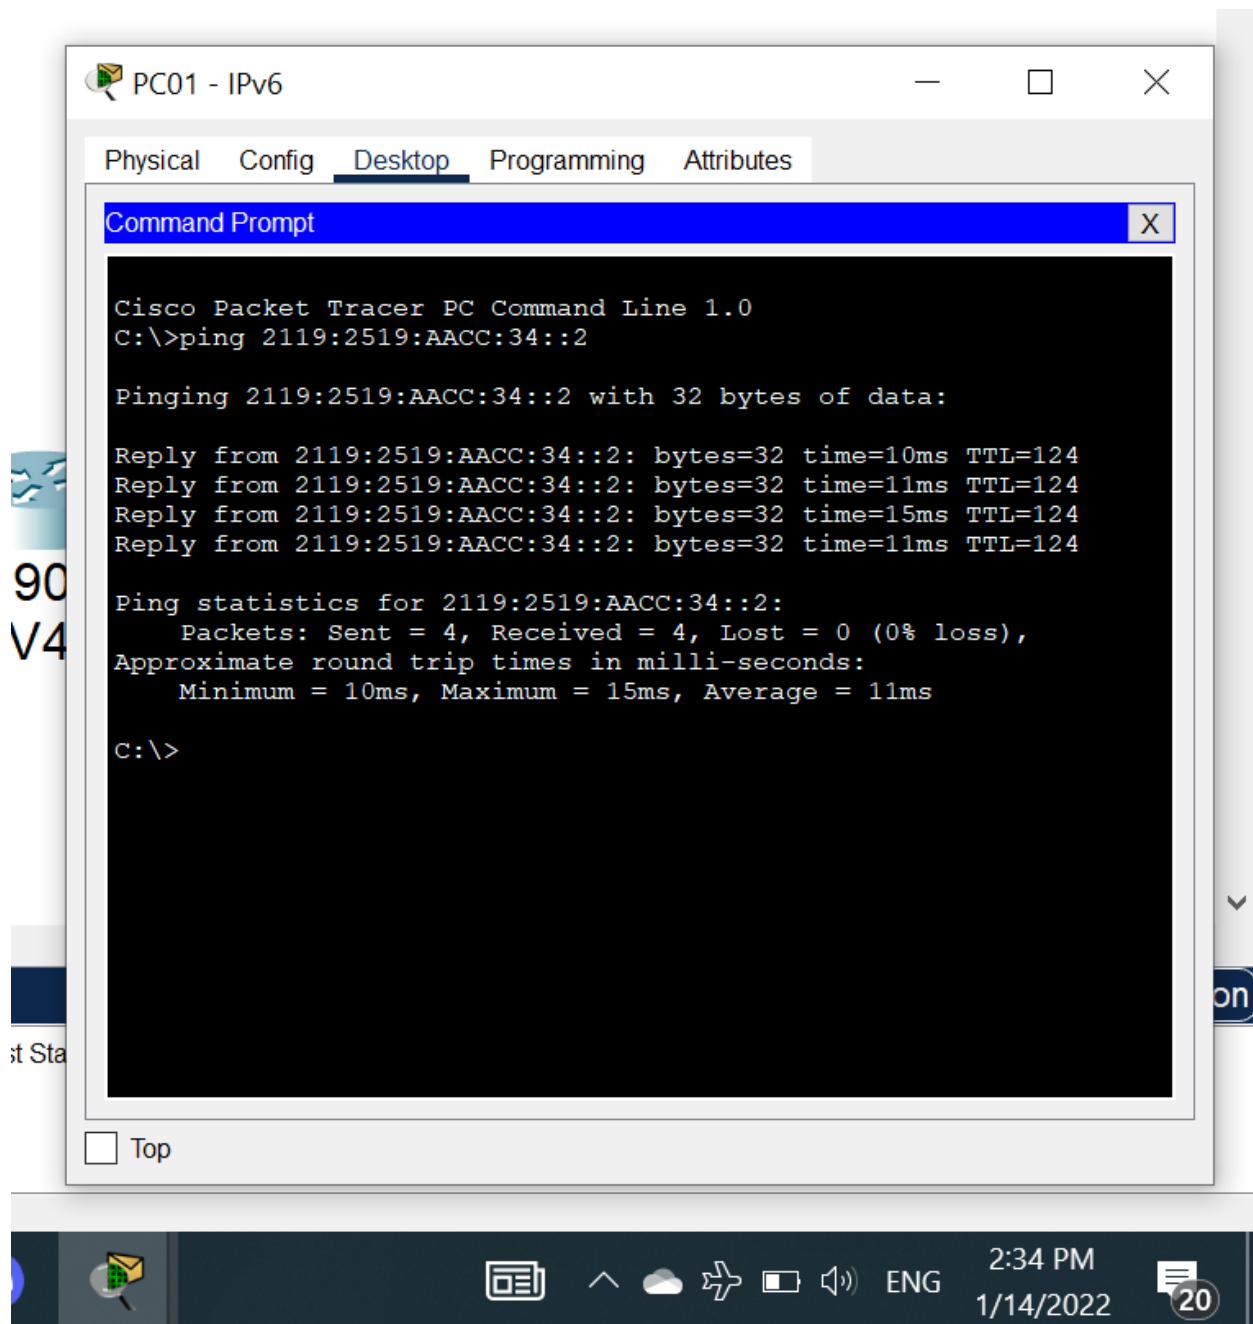 PC01 - IPv6
Physical Config Desktop Programming Attributes
Command Prompt X
Cisco Packet Tracer PC Command Line 1.0
C:\>ping 2119:2519:AACC:34::2
Pinging 2119:2519:AACC:34::2 with 32 bytes of data:
Reply from 2119:2519:AACC:34::2: bytes=32 time=10ms TTL=124
Reply from 2119:2519:AACC:34::2: bytes=32 time=11ms TTL=124
Reply from 2119:2519:AACC:34::2: bytes=32 time=15ms TTL=124
Reply from 2119:2519:AACC:34::2: bytes=32 time=11ms TTL=124
Ping statistics for 2119:2519:AACC:34::2:
Packets: Sent = 4, Received = 4, Lost = 0 (0% loss),
Approximate round trip times in milli-seconds:
Minimum = 10ms, Maximum = 15ms, Average = 11ms
C:\>
90
V4
on
st Sta
Top
ENG
2:34 PM
1/14/2022
20